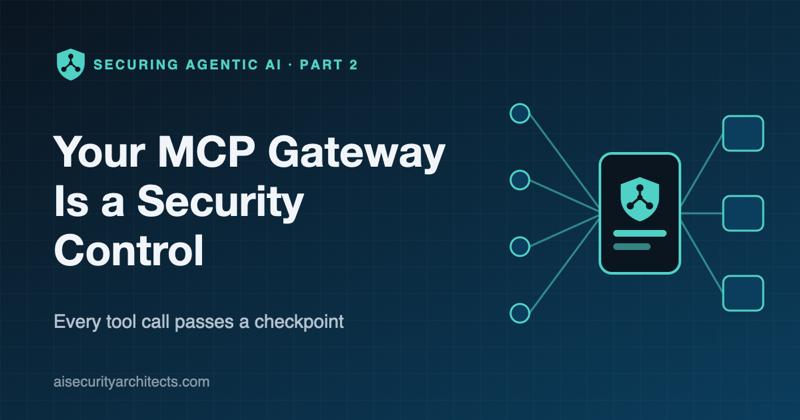 SECURING AGENTIC AI · PART 2
Your MCP Gateway
Is a Security
Control
Every tool call passes a checkpoint
aisecurityarchitects.com